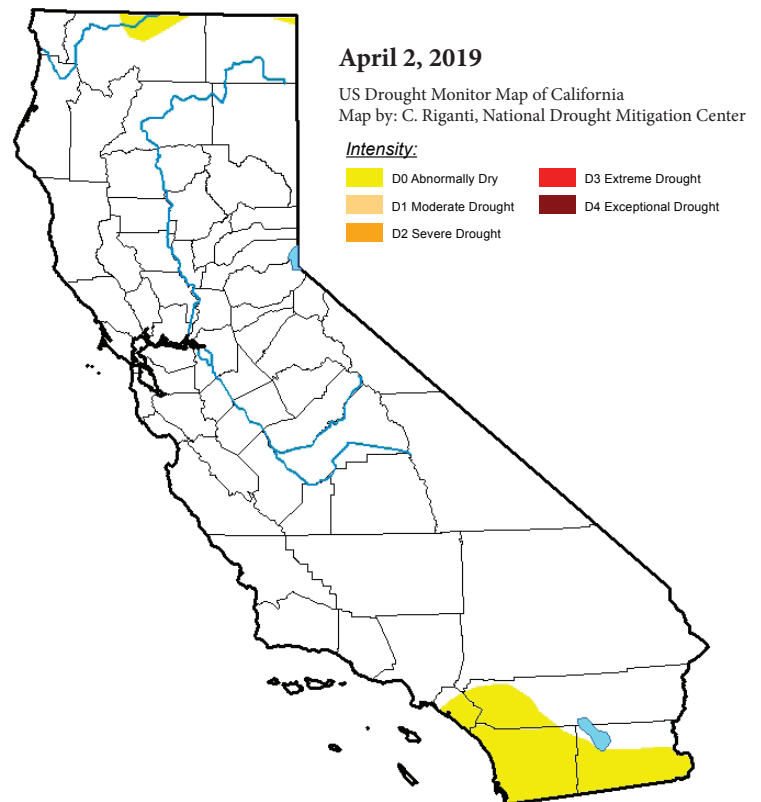 April 2, 2019
US Drought Monitor Map of California
Map by: C. Riganti, National Drought Mitigation Center
Intensity:
D0 Abnormally Dry
D1 Moderate Drought
D2 Severe Drought
D3 Extreme Drought
D4 Exceptional Drought